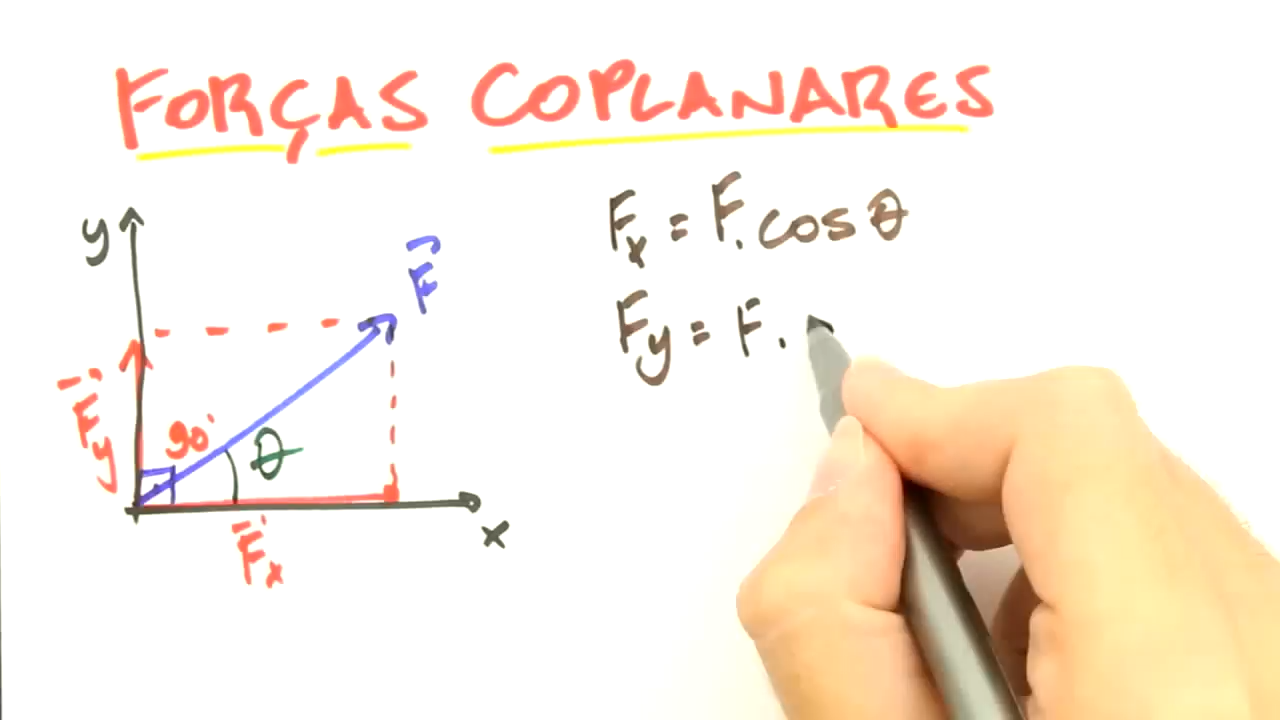 FORÇAS COPLANARES
y
F
Fx = F. cos θ
Fy = F.
Fy
90°
θ
x
Fx